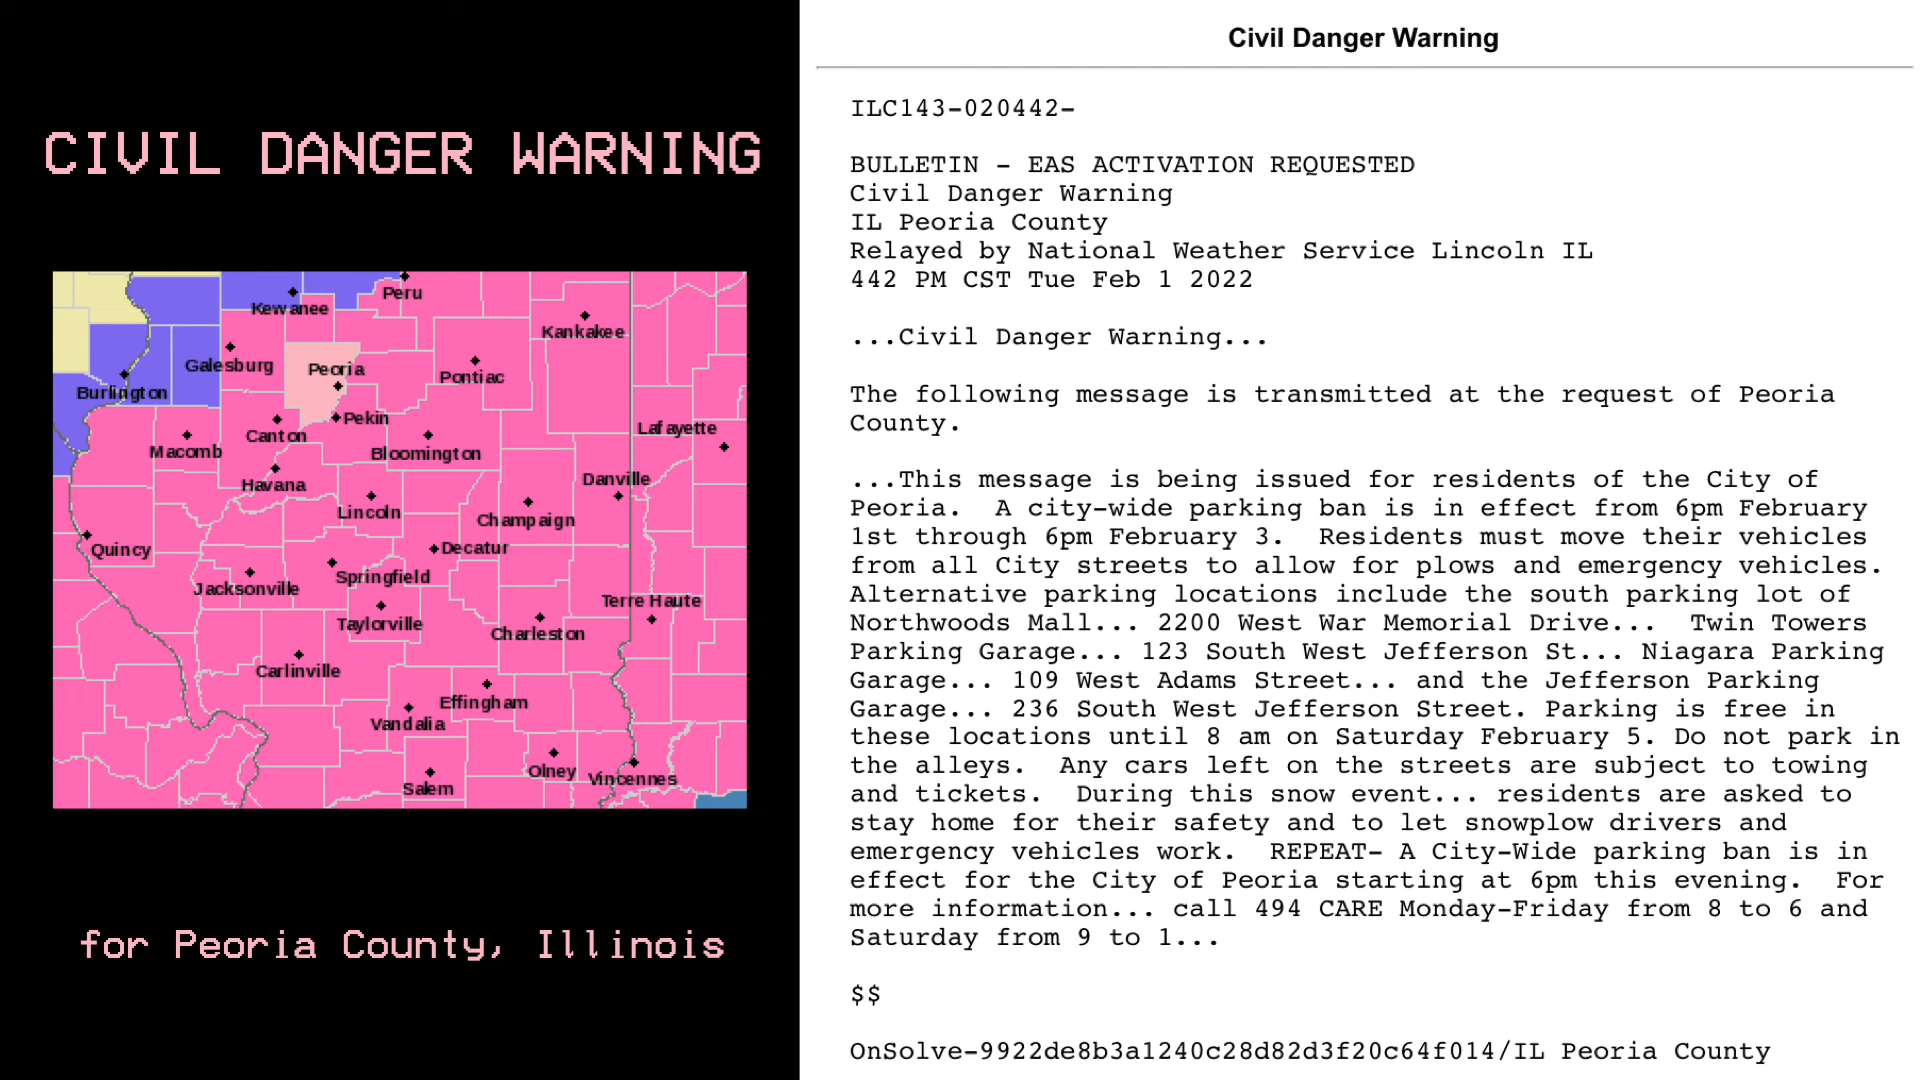 CIVIL DANGER WARNING
Peru
Kewanee
Kankakee
Galesburg
Peoria
Pontiac
Burlington
Pekin
Canton
Lafayette
Macomb
Bloomington
Havana
Danville
Lincoln
Champaign
Quincy
Decatur
Springfield
Jacksonville
Terre Haute
Taylorville
Charleston
Carlinville
Effingham
Vandalia
Olney
Vincennes
Salem
for Peoria County, Illinois
Civil Danger Warning
ILC143-020442-
BULLETIN - EAS ACTIVATION REQUESTED
Civil Danger Warning
IL Peoria County
Relayed by National Weather Service Lincoln IL
442 PM CST Tue Feb 1 2022
...Civil Danger Warning...
The following message is transmitted at the request of Peoria
County.
...This message is being issued for residents of the City of
Peoria.  A city-wide parking ban is in effect from 6pm February
1st through 6pm February 3.  Residents must move their vehicles
from all City streets to allow for plows and emergency vehicles.
Alternative parking locations include the south parking lot of
Northwoods Mall... 2200 West War Memorial Drive...  Twin Towers
Parking Garage... 123 South West Jefferson St... Niagara Parking
Garage... 109 West Adams Street... and the Jefferson Parking
Garage... 236 South West Jefferson Street. Parking is free in
these locations until 8 am on Saturday February 5. Do not park in
the alleys.  Any cars left on the streets are subject to towing
and tickets.  During this snow event... residents are asked to
stay home for their safety and to let snowplow drivers and
emergency vehicles work.  REPEAT- A City-Wide parking ban is in
effect for the City of Peoria starting at 6pm this evening.  For
more information... call 494 CARE Monday-Friday from 8 to 6 and
Saturday from 9 to 1...
$$
OnSolve-9922de8b3a1240c28d82d3f20c64f014/IL Peoria County